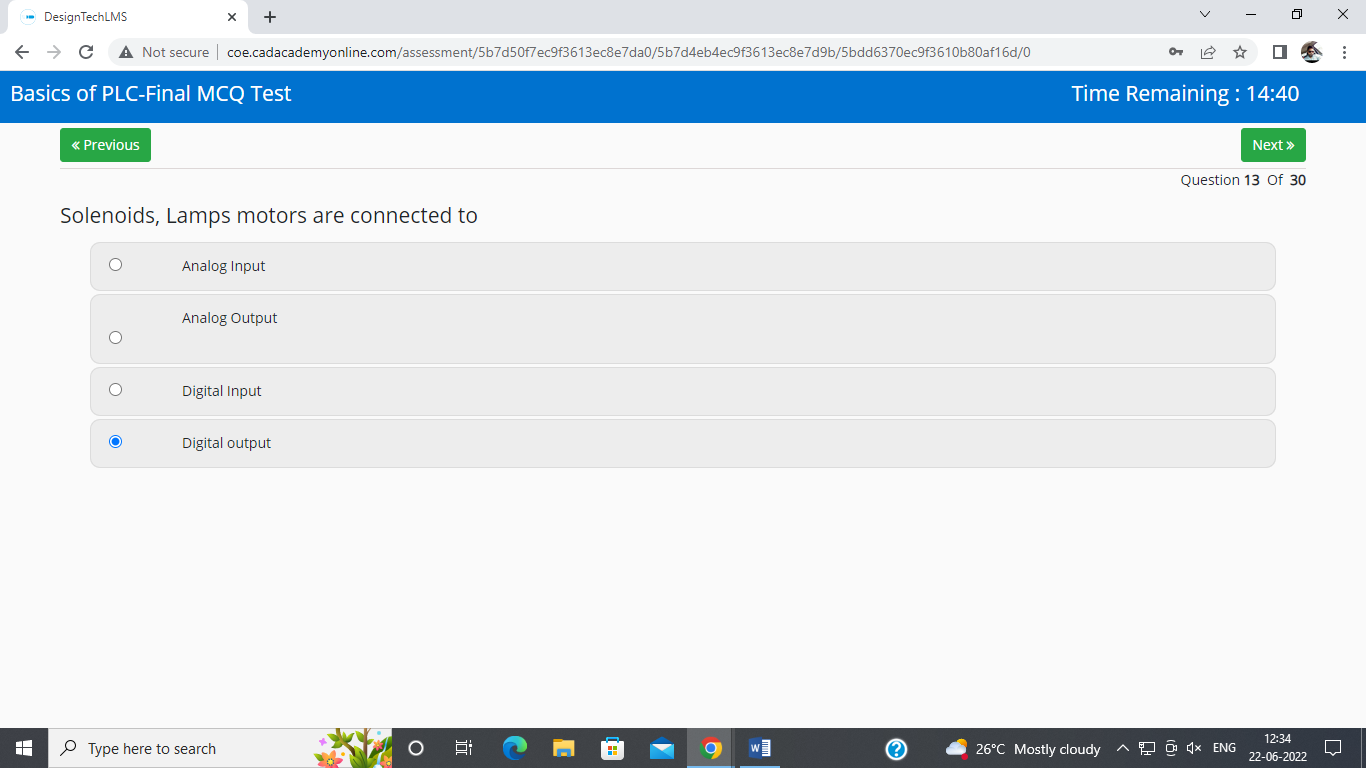 DesignTechLMS
Not secure
coe.cadacademyonline.com/assessment/5b7d50f7ec9f3613ec8e7da0/5b7d4eb4ec9f3613ec8e7d9b/5bdd6370ec9f3610b80af16d/0
Basics of PLC-Final MCQ Test
Time Remaining : 14:40
« Previous
Next »
Question 13 Of 30
Solenoids, Lamps motors are connected to
Analog Input
Analog Output
Digital Input
Digital output
Type here to search
26°C Mostly cloudy
ENG
12:34
22-06-2022